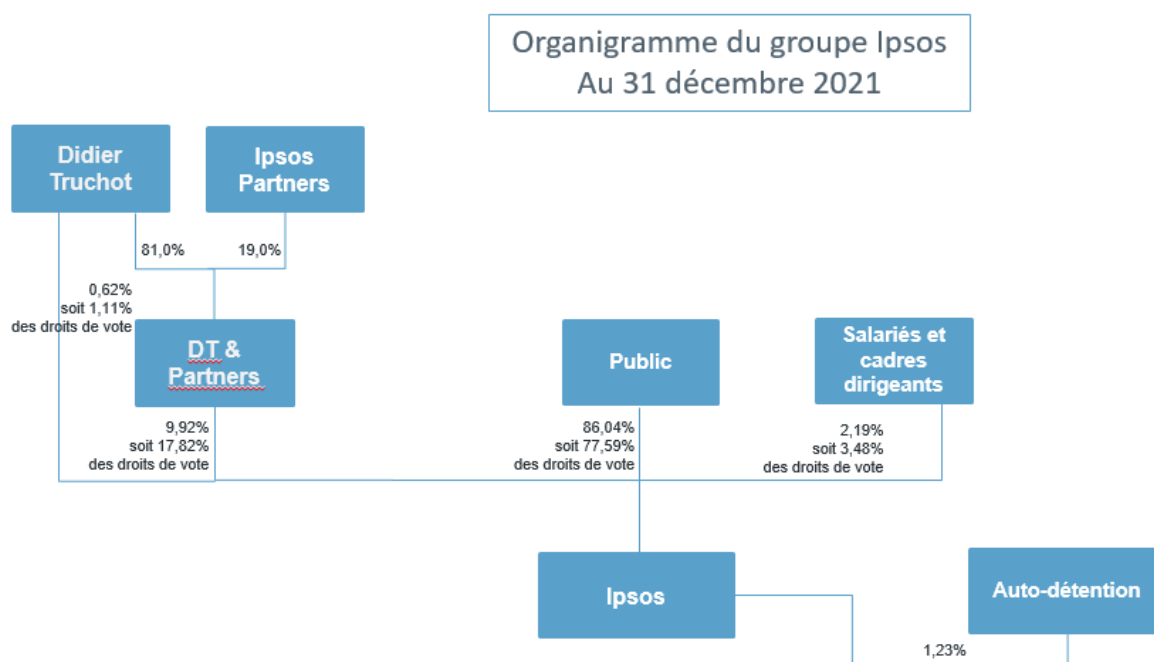 Organigramme du groupe Ipsos
Au 31 décembre 2021
Didier
Truchot
Ipsos
Partners
81,0%
19,0%
0,62%
soit 1,11%
des droits de vote
DT &
Partners
Public
Salariés et
cadres
dirigeants
9,92%
soit 17,82%
des droits de vote
86,04%
soit 77,59%
des droits de vote
2,19%
soit 3,48%
des droits de vote
Ipsos
Auto-détention
1,23%